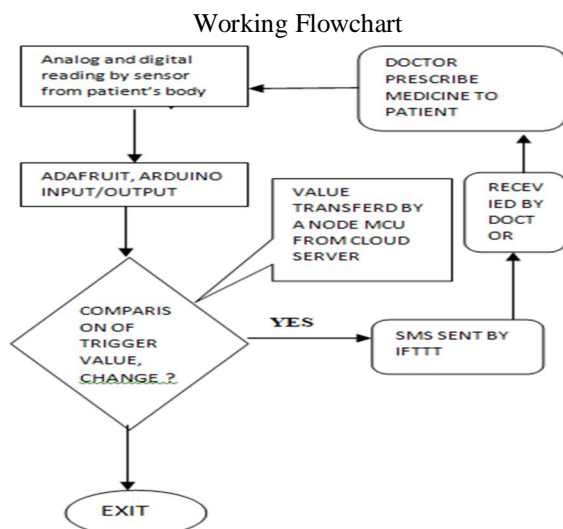 Working Flowchart
Analog and digital
reading by sensor
from patient's body
DOCTOR
PRESCRIBE
MEDICINE TO
PATIENT
ADAFRUIT, ARDUINO
INPUT/OUTPUT
VALUE
TRANSFERD BY
A NODE MCU
FROM CLOUD
SERVER
RECEV
IED BY
DOCT
OR
COMPARIS
ON OF
TRIGGER
VALUE,
CHANGE ?
YES
SMS SENT BY
IFTTT
EXIT